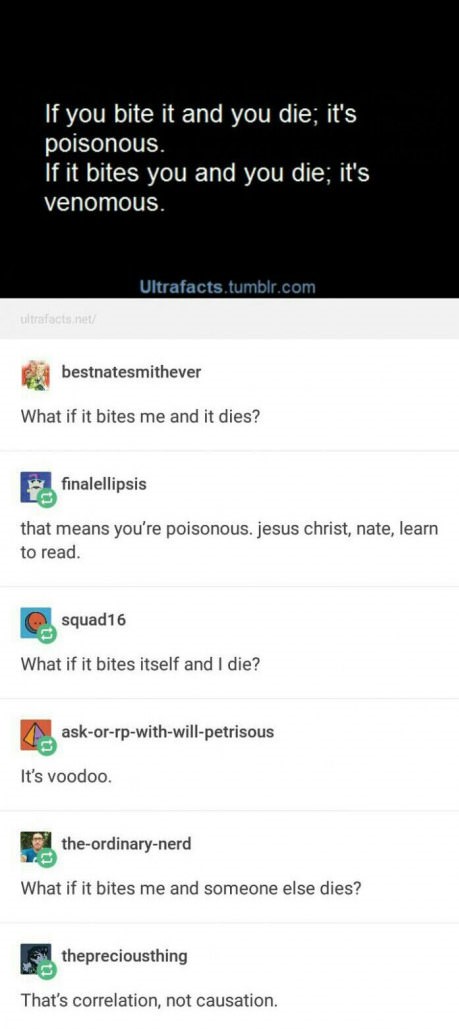 If you bite it and you die; it's
poisonous.
If it bites you and you die; it's
venomous.
Ultrafacts.tumblr.com
ultrafacts.net/
bestnatesmithever
What if it bites me and it dies?
finalellipsis
that means you’re poisonous. jesus christ, nate, learn
to read.
squad16
What if it bites itself and I die?
ask-or-rp-with-will-petrisous
It’s voodoo.
the-ordinary-nerd
What if it bites me and someone else dies?
thepreciousthing
That’s correlation, not causation.